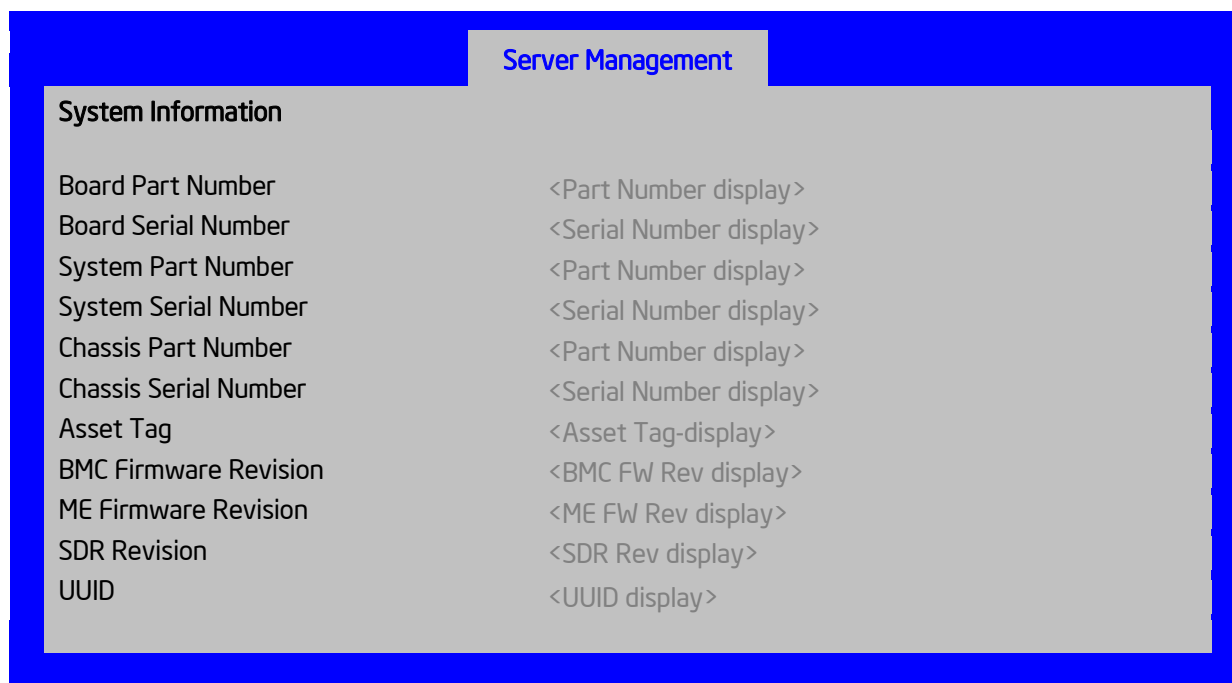 Server Management
System Information
Board Part Number <Part Number display>
Board Serial Number <Serial Number display>
System Part Number <Part Number display>
System Serial Number <Serial Number display>
Chassis Part Number <Part Number display>
Chassis Serial Number <Serial Number display>
Asset Tag <Asset Tag-display>
BMC Firmware Revision <BMC FW Rev display>
ME Firmware Revision <ME FW Rev display>
SDR Revision <SDR Rev display>
UUID <UUID display>